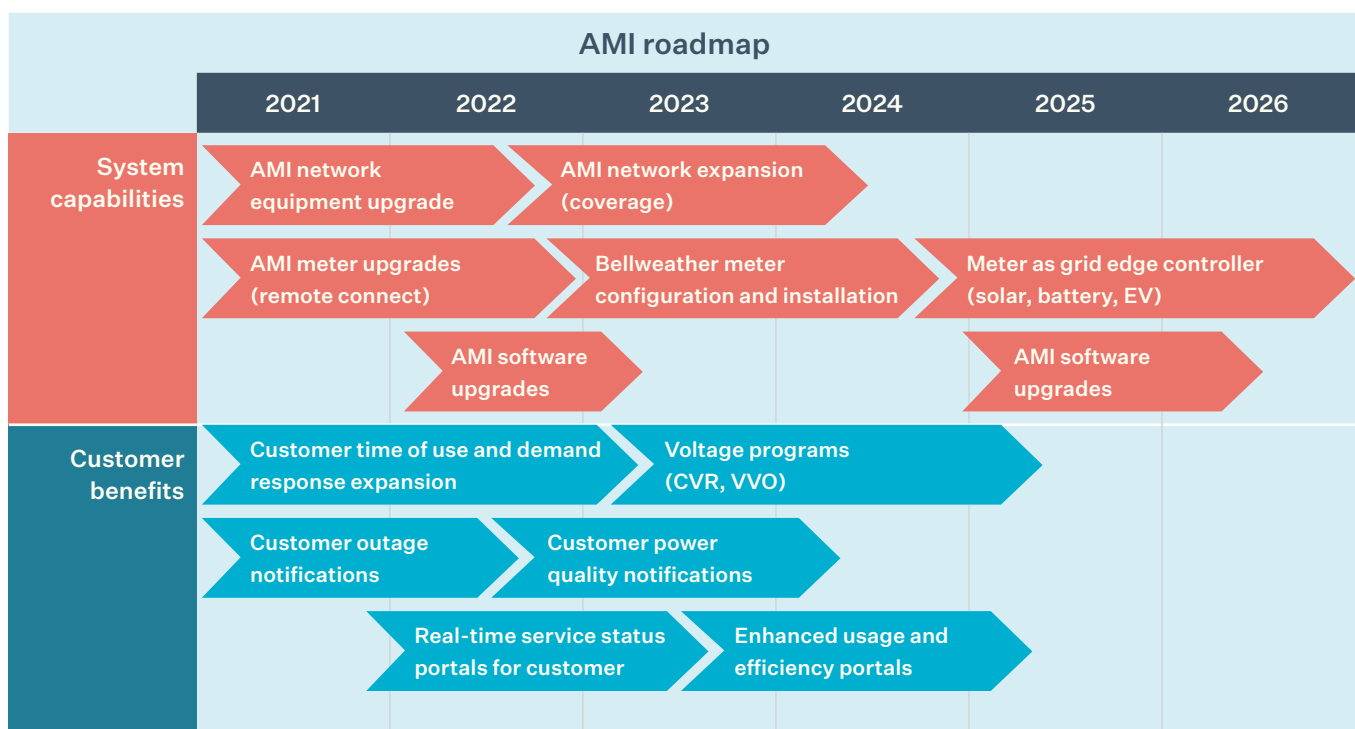 AMI roadmap
2021 2022 2023 2024 2025 2026
System
capabilities
AMI network
equipment upgrade
AMI network expansion
(coverage)
AMI meter upgrades
(remote connect)
Bellweather meter
configuration and installation
Meter as grid edge controller
(solar, battery, EV)
AMI software
upgrades
AMI software
upgrades
Customer
benefits
Customer time of use and demand
response expansion
Voltage programs
(CVR, VVO)
Customer outage
notifications
Customer power
quality notifications
Real-time service status
portals for customer
Enhanced usage and
efficiency portals